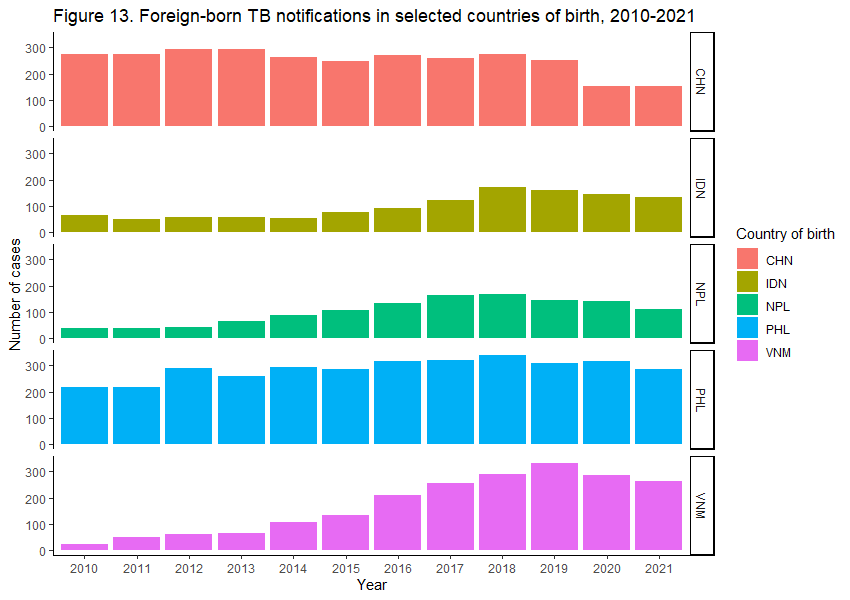 Figure 13. Foreign-born TB notifications in selected countries of birth, 2010-2021
Number of cases
300
200
100
0
CHN
300
200
100
0
IDN
300
200
100
0
NPL
300
200
100
0
PHL
300
200
100
0
VNM
2010 2011 2012 2013 2014 2015 2016 2017 2018 2019 2020 2021
Year
Country of birth
CHN
IDN
NPL
PHL
VNM